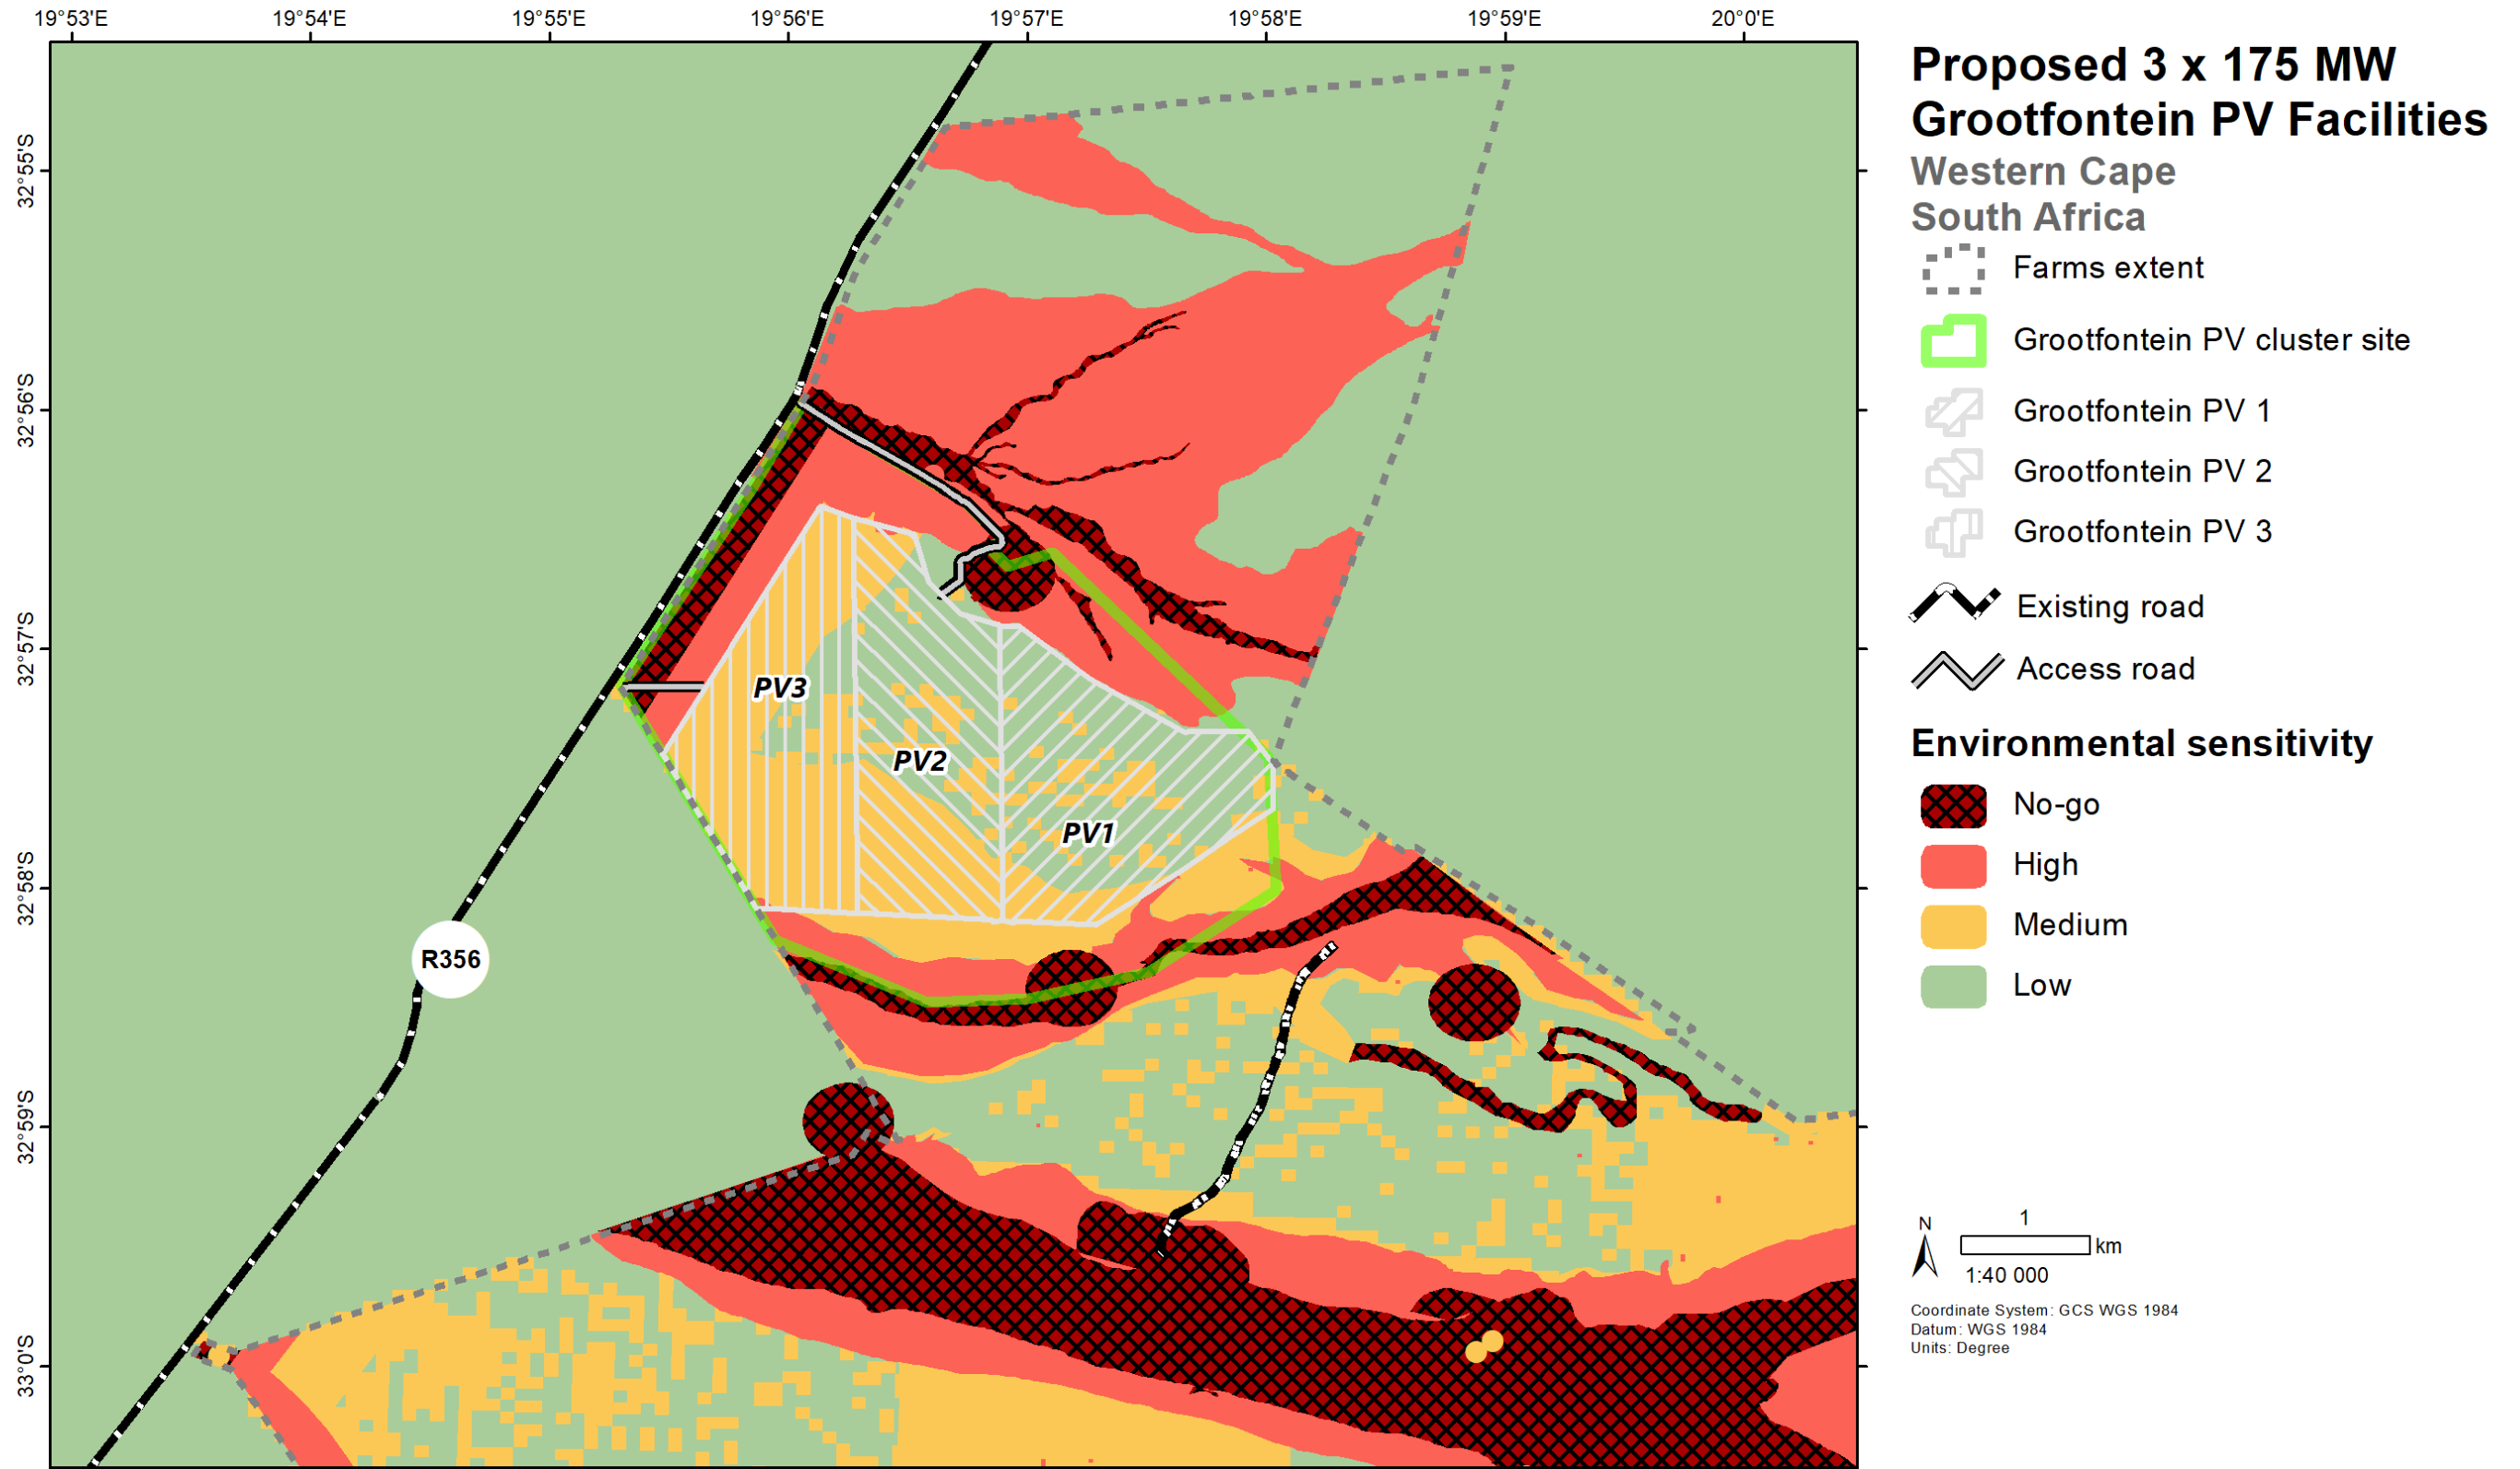 19°53'E 19°54'E 19°55'E 19°56'E 19°57'E 19°58'E 19°59'E 20°0'E
32°55'S
32°56'S
32°57'S
32°58'S
32°59'S
33°0'S
PV3
PV2
PV1
R356
Proposed 3 x 175 MW
Grootfontein PV Facilities
Western Cape
South Africa
Farms extent
Grootfontein PV cluster site
Grootfontein PV 1
Grootfontein PV 2
Grootfontein PV 3
Existing road
Access road
Environmental sensitivity
No-go
High
Medium
Low
N
1
km
1:40 000
Coordinate System: GCS WGS 1984
Datum: WGS 1984
Units: Degree